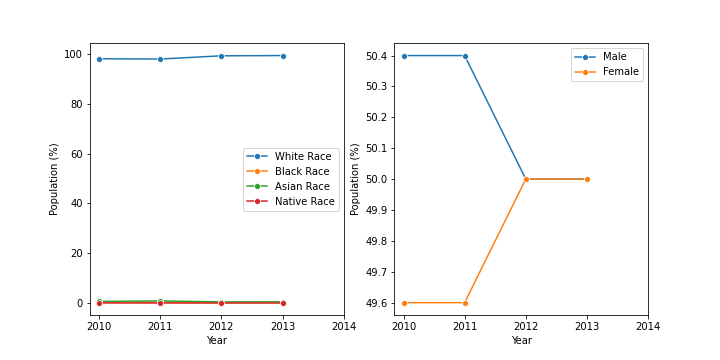 100
80
60
40
20
0
Population (%)
2010 2011 2012 2013 2014
Year
White Race
Black Race
Asian Race
Native Race
50.4
50.3
50.2
50.1
50.0
49.9
49.8
49.7
49.6
Population (%)
2010 2011 2012 2013 2014
Year
Male
Female